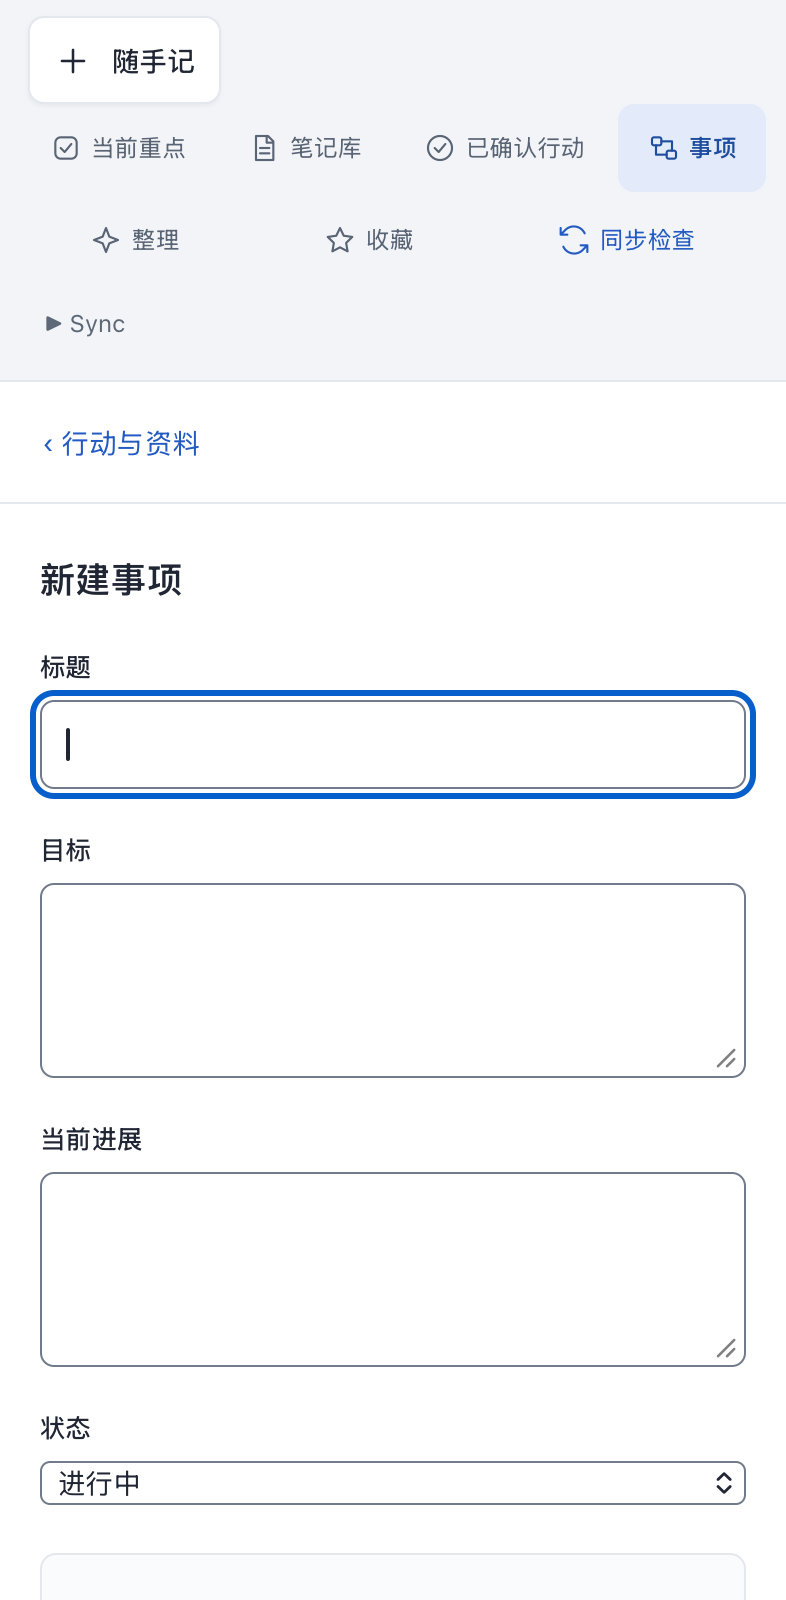 随手记
当前重点 笔记库 已确认行动 事项
整理 收藏 同步检查
Sync
‹ 行动与资料
新建事项
标题
目标
当前进展
状态
进行中